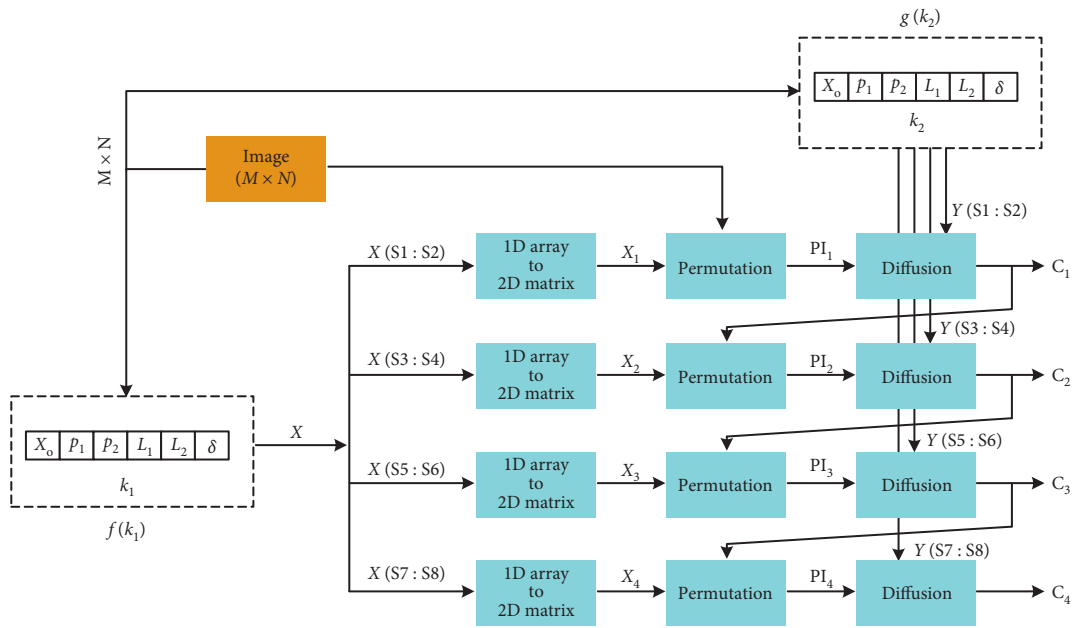 g(k₂)
X₀ p₁ p₂ L₁ L₂ δ
k₂
M × N
Image
(M × N)
Y (S1 : S2)
X (S1 : S2)
1D array
to
2D matrix
X₁
Permutation
PI₁
Diffusion
C₁
Y (S3 : S4)
X (S3 : S4)
1D array
to
2D matrix
X₂
Permutation
PI₂
Diffusion
C₂
X₀ p₁ p₂ L₁ L₂ δ
k₁
f(k₁)
X
Y (S5 : S6)
X (S5 : S6)
1D array
to
2D matrix
X₃
Permutation
PI₃
Diffusion
C₃
Y (S7 : S8)
X (S7 : S8)
1D array
to
2D matrix
X₄
Permutation
PI₄
Diffusion
C₄